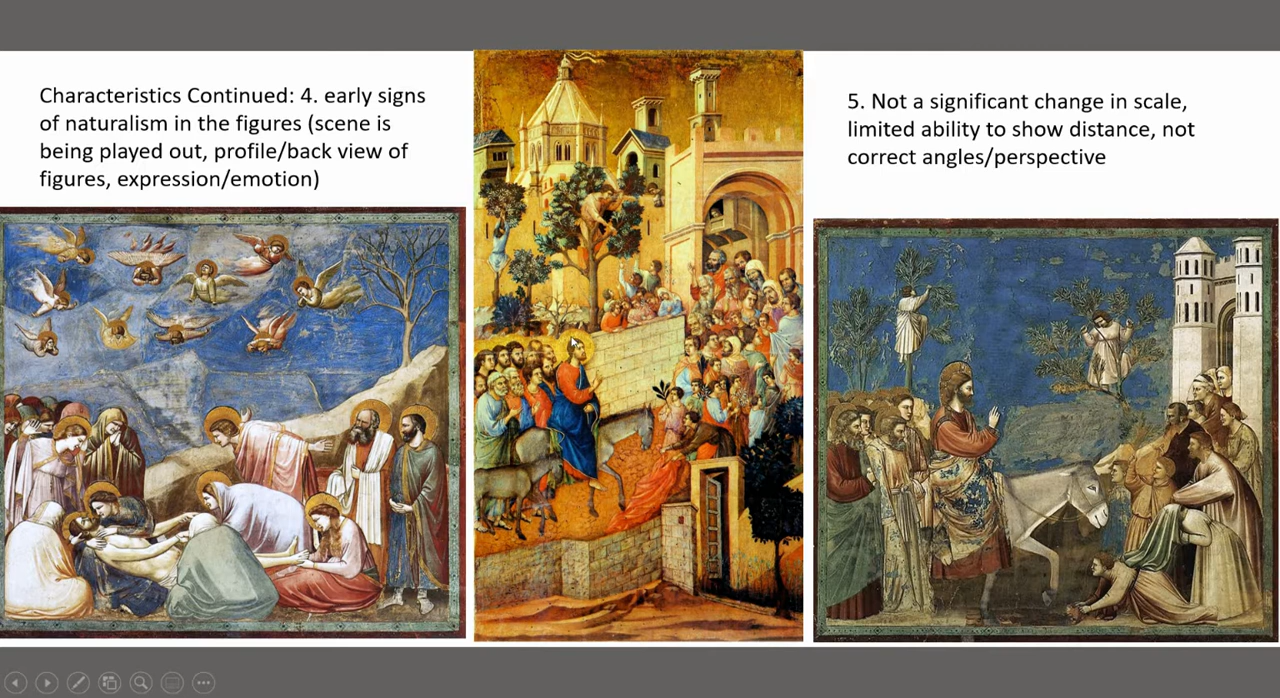 Characteristics Continued: 4. early signs
of naturalism in the figures (scene is
being played out, profile/back view of
figures, expression/emotion)
5. Not a significant change in scale,
limited ability to show distance, not
correct angles/perspective